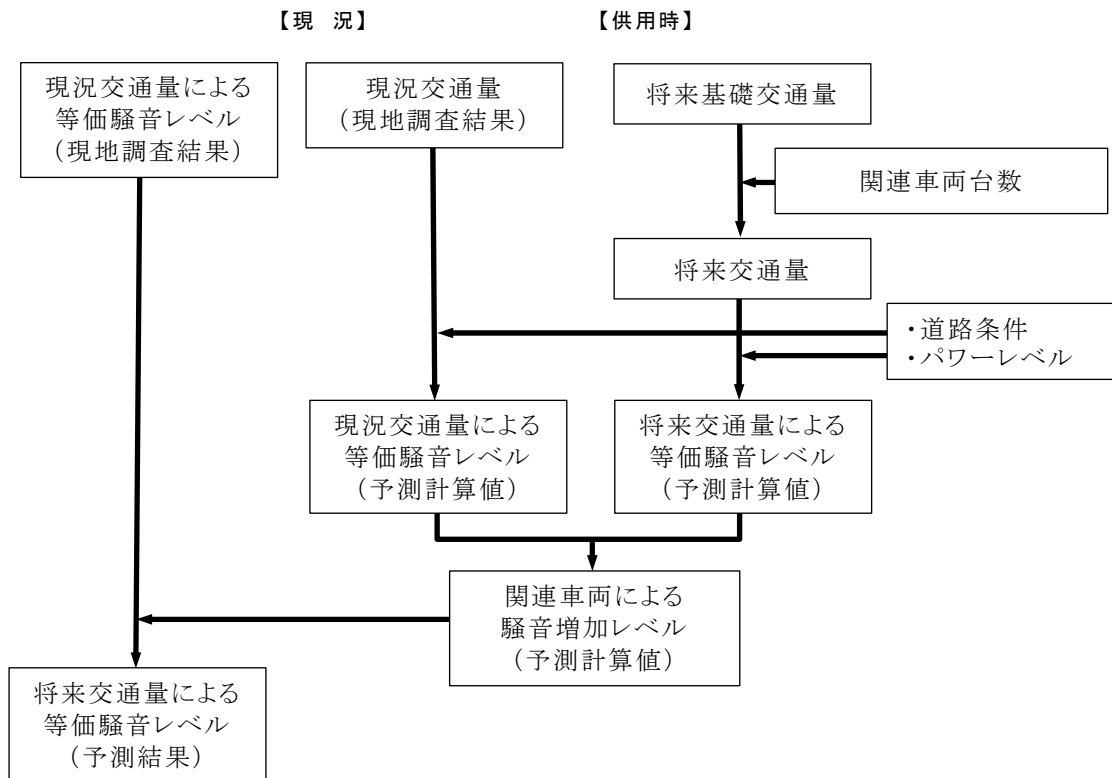 【現 況】
【供用時】
現況交通量による
等価騒音レベル
(現地調査結果)
現況交通量
(現地調査結果)
将来基礎交通量
関連車両台数
将来交通量
・道路条件
・パワーレベル
現況交通量による
等価騒音レベル
(予測計算値)
将来交通量による
等価騒音レベル
(予測計算値)
関連車両による
騒音増加レベル
(予測計算値)
将来交通量による
等価騒音レベル
(予測結果)